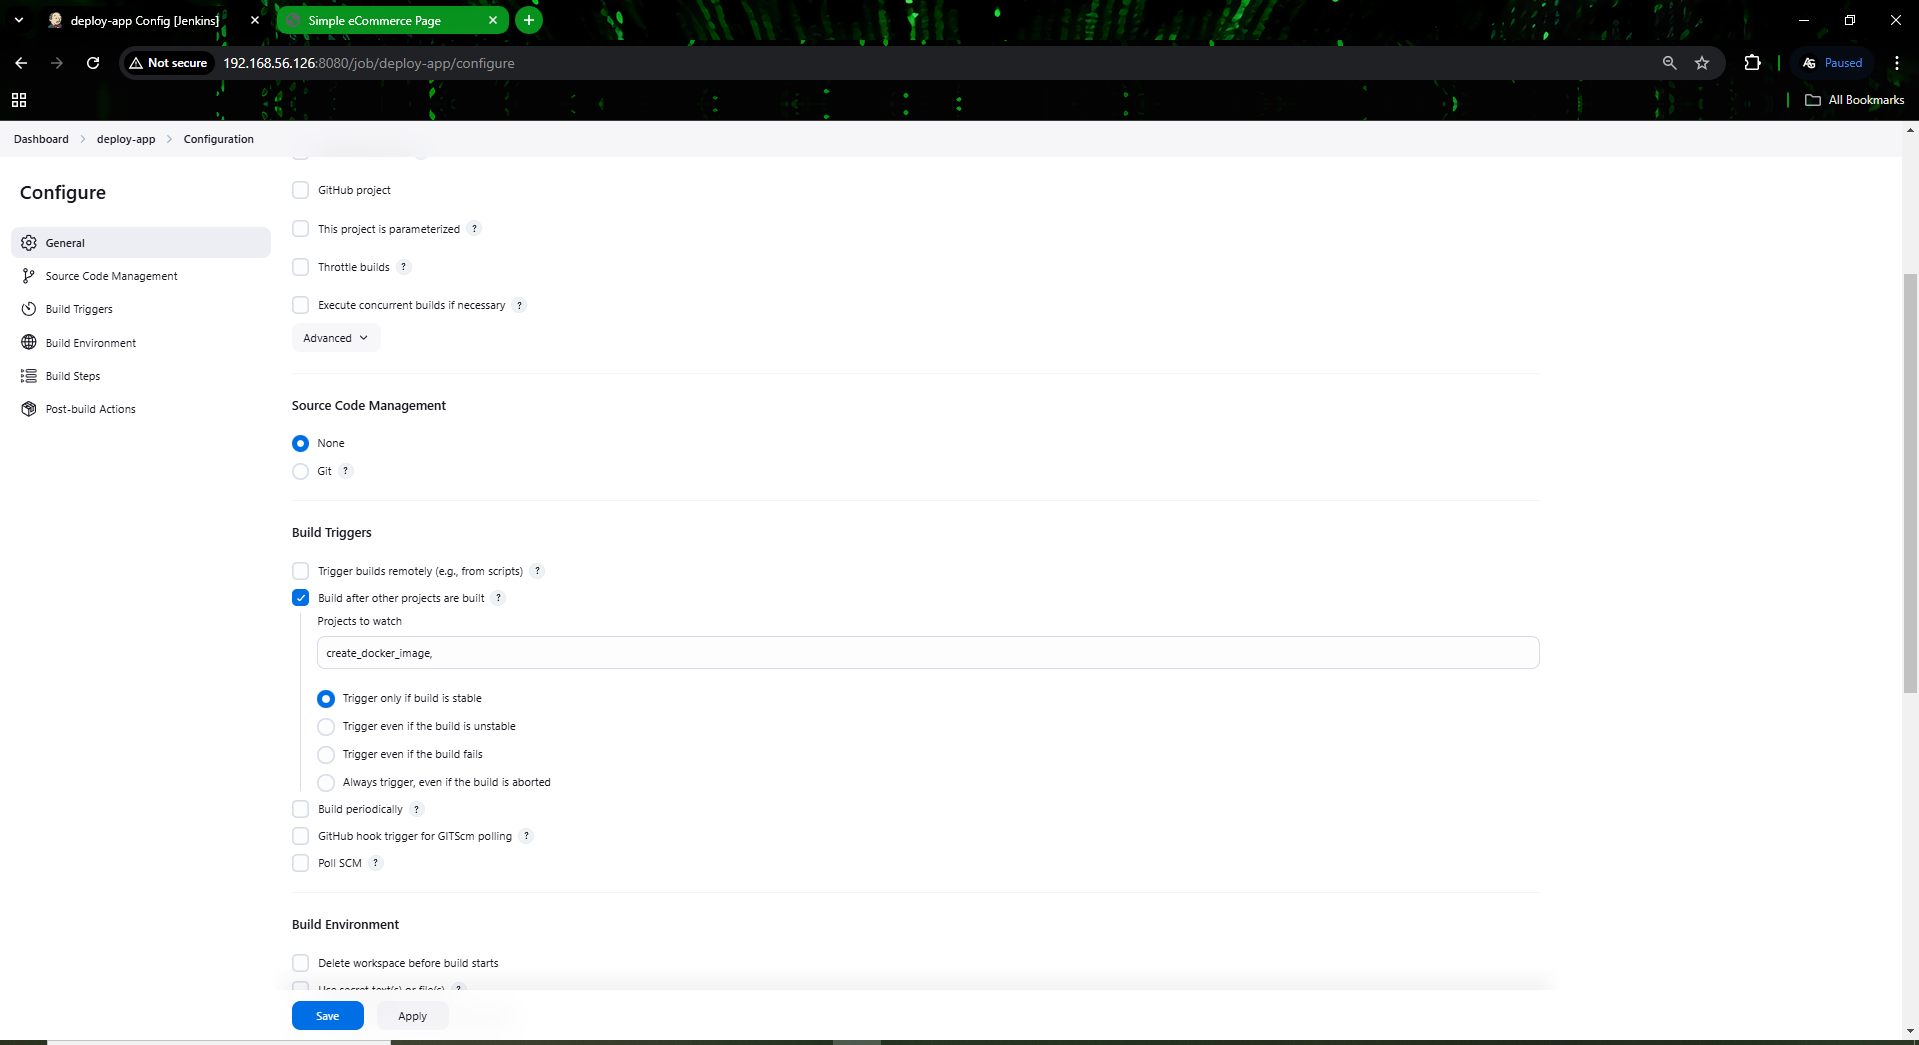 deploy-app Config [Jenkins]
Simple eCommerce Page
Not secure
192.168.56.126:8080/job/deploy-app/configure
Paused
All Bookmarks
Dashboard
deploy-app
Configuration
Configure
General
Source Code Management
Build Triggers
Build Environment
Build Steps
Post-build Actions
GitHub project
This project is parameterized ?
Throttle builds ?
Execute concurrent builds if necessary ?
Advanced
Source Code Management
None
Git ?
Build Triggers
Trigger builds remotely (e.g., from scripts) ?
Build after other projects are built ?
Projects to watch
create_docker_image,
Trigger only if build is stable
Trigger even if the build is unstable
Trigger even if the build fails
Always trigger, even if the build is aborted
Build periodically ?
GitHub hook trigger for GITScm polling ?
Poll SCM ?
Build Environment
Delete workspace before build starts
Use secret text(s) or file(s) ?
Save
Apply